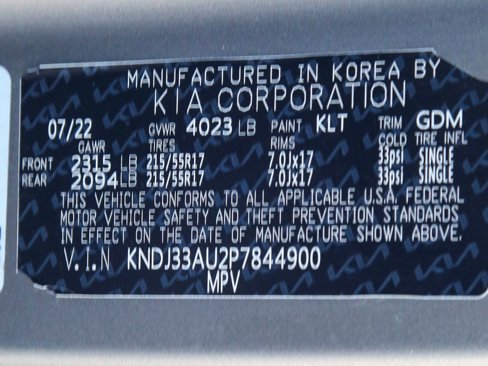 MANUFACTURED IN KOREA BY
KIA CORPORATION
07/22 GVWR 4023 LB PAINT KLT TRIM GDM
GAWR TIRES RIMS COLD TIRE INFL
FRONT 2315 LB 215/55R17 7.0Jx17 33psi SINGLE
REAR 2094 LB 215/55R17 7.0Jx17 33psi SINGLE
THIS VEHICLE CONFORMS TO ALL APPLICABLE U.S.A. FEDERAL
MOTOR VEHICLE SAFETY AND THEFT PREVENTION STANDARDS
IN EFFECT ON THE DATE OF MANUFACTURE SHOWN ABOVE.
V.I.N KNDJ33AU2P7844900
MPV